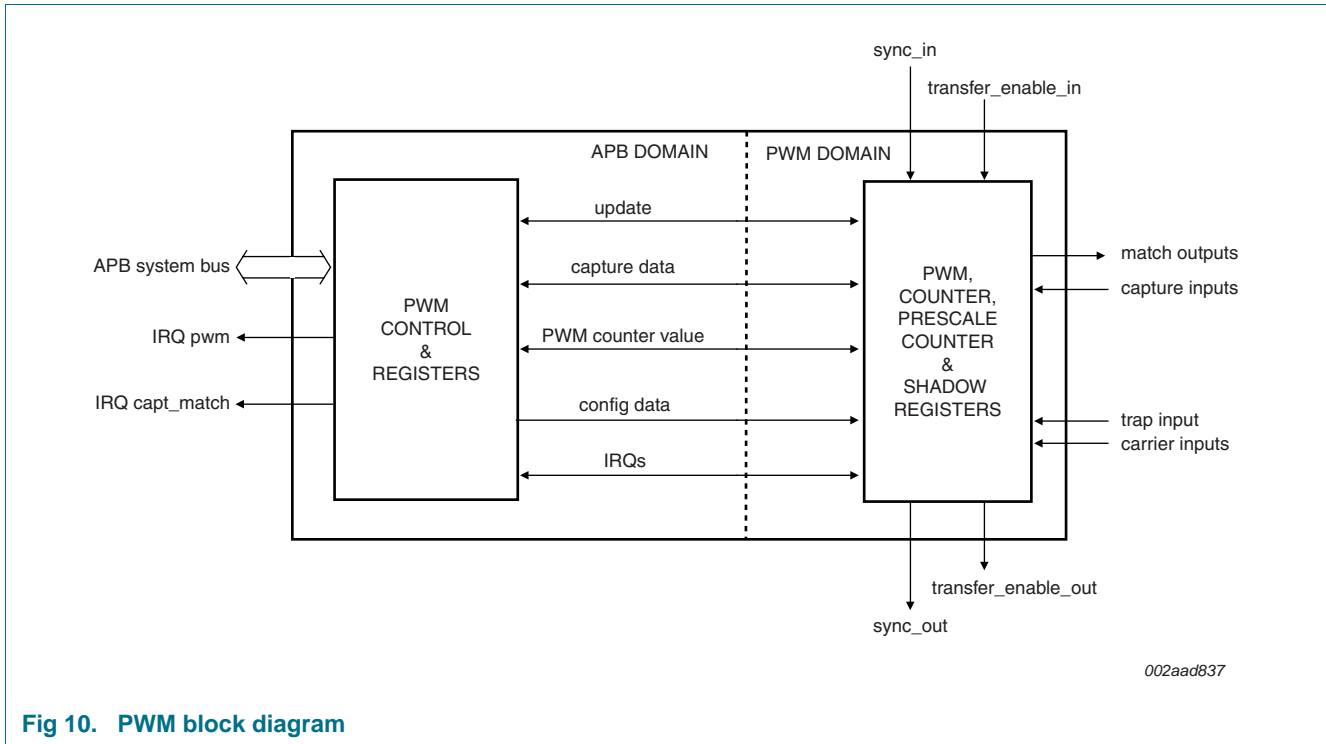 sync_in
transfer_enable_in
APB DOMAIN
PWM DOMAIN
update
capture data
PWM counter value
config data
IRQs
APB system bus
IRQ pwm
IRQ capt_match
PWM
CONTROL
&
REGISTERS
PWM,
COUNTER,
PRESCALE
COUNTER
&
SHADOW
REGISTERS
match outputs
capture inputs
trap input
carrier inputs
transfer_enable_out
sync_out
002aad837
Fig 10. PWM block diagram